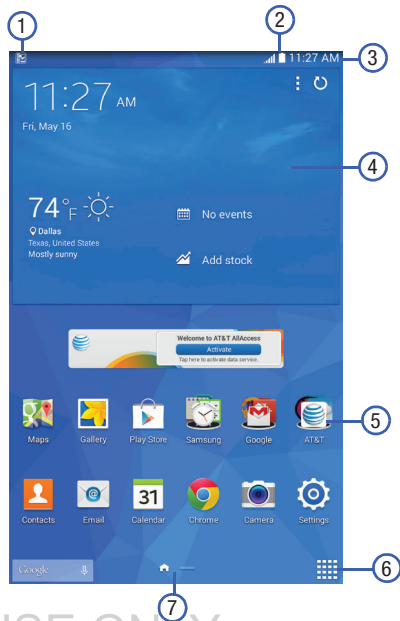 1
2
11:27 AM
3
11:27 AM
Fri, May 16
4
74°F
Dallas
Texas, United States
Mostly sunny
No events
Add stock
Welcome to AT&T AllAccess
Activate
Tap here to activate data service.
Maps
Gallery
Play Store
Samsung
Google
AT&T
5
31
Contacts
Email
Calendar
Chrome
Camera
Settings
Google
6
7
USE ONLY